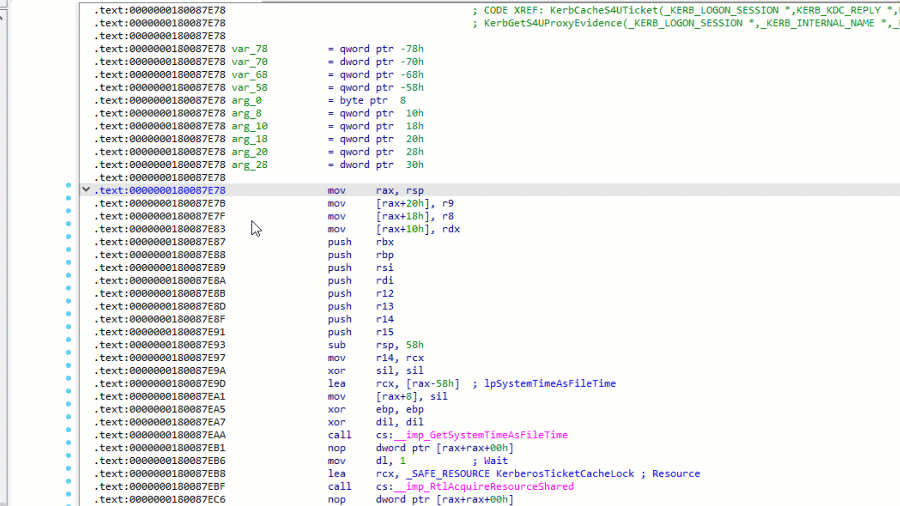 .text:0000000180087E78 ; CODE XREF: KerbCacheS4UTicket(_KERB_LOGON_SESSION *,KERB_KDC_REPLY *,
.text:0000000180087E78 ; KerbGetS4UProxyEvidence(_KERB_LOGON_SESSION *,_KERB_INTERNAL_NAME *,
.text:0000000180087E78
.text:0000000180087E78 var_78 = qword ptr -78h
.text:0000000180087E78 var_70 = dword ptr -70h
.text:0000000180087E78 var_68 = qword ptr -68h
.text:0000000180087E78 var_58 = qword ptr -58h
.text:0000000180087E78 arg_0 = byte ptr 8
.text:0000000180087E78 arg_8 = qword ptr 10h
.text:0000000180087E78 arg_10 = qword ptr 18h
.text:0000000180087E78 arg_18 = qword ptr 20h
.text:0000000180087E78 arg_20 = qword ptr 28h
.text:0000000180087E78 arg_28 = dword ptr 30h
.text:0000000180087E78
.text:0000000180087E78 mov rax, rsp
.text:0000000180087E7B mov [rax+20h], r9
.text:0000000180087E7F mov [rax+18h], r8
.text:0000000180087E83 mov [rax+10h], rdx
.text:0000000180087E87 push rbx
.text:0000000180087E88 push rbp
.text:0000000180087E89 push rsi
.text:0000000180087E8A push rdi
.text:0000000180087E8B push r12
.text:0000000180087E8D push r13
.text:0000000180087E8F push r14
.text:0000000180087E91 push r15
.text:0000000180087E93 sub rsp, 58h
.text:0000000180087E97 mov r14, rcx
.text:0000000180087E9A xor sil, sil
.text:0000000180087E9D lea rcx, [rax-58h] ; lpSystemTimeAsFileTime
.text:0000000180087EA1 mov [rax+8], sil
.text:0000000180087EA5 xor ebp, ebp
.text:0000000180087EA7 xor dil, dil
.text:0000000180087EAA call cs:__imp_GetSystemTimeAsFileTime
.text:0000000180087EB1 nop dword ptr [rax+rax+00h]
.text:0000000180087EB6 mov dl, 1 ; Wait
.text:0000000180087EB8 lea rcx, _SAFE_RESOURCE KerberosTicketCacheLock ; Resource
.text:0000000180087EBF call cs:__imp_RtlAcquireResourceShared
.text:0000000180087EC6 nop dword ptr [rax+rax+00h]